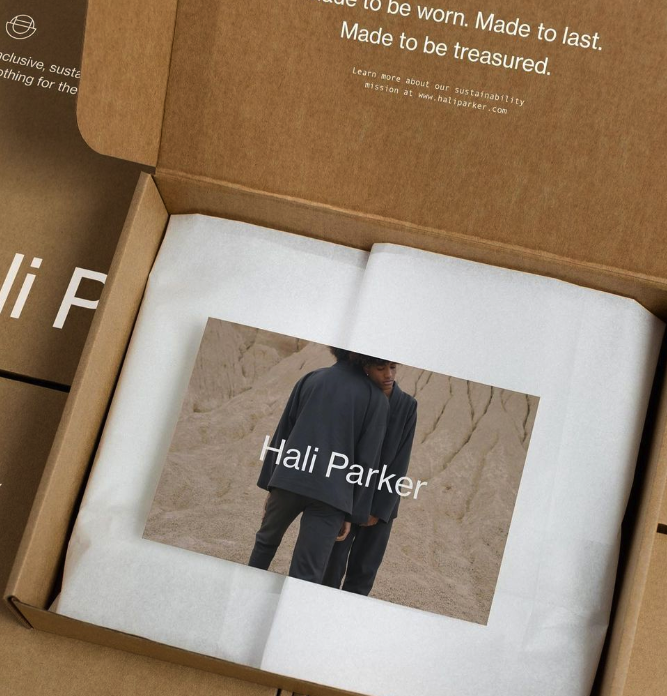 to be worn. Made to last.
Made to be treasured.
Learn more about our sustainability
mission at www.haliparker.com
nclusive, susta
othing for the
li P
Hali Parker